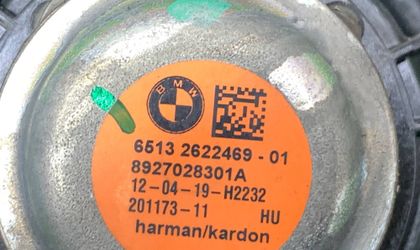 BMW
6513 2622469 - 01
8927028301A
12-04-19-H2232
201173-11 HU
harman/kardon